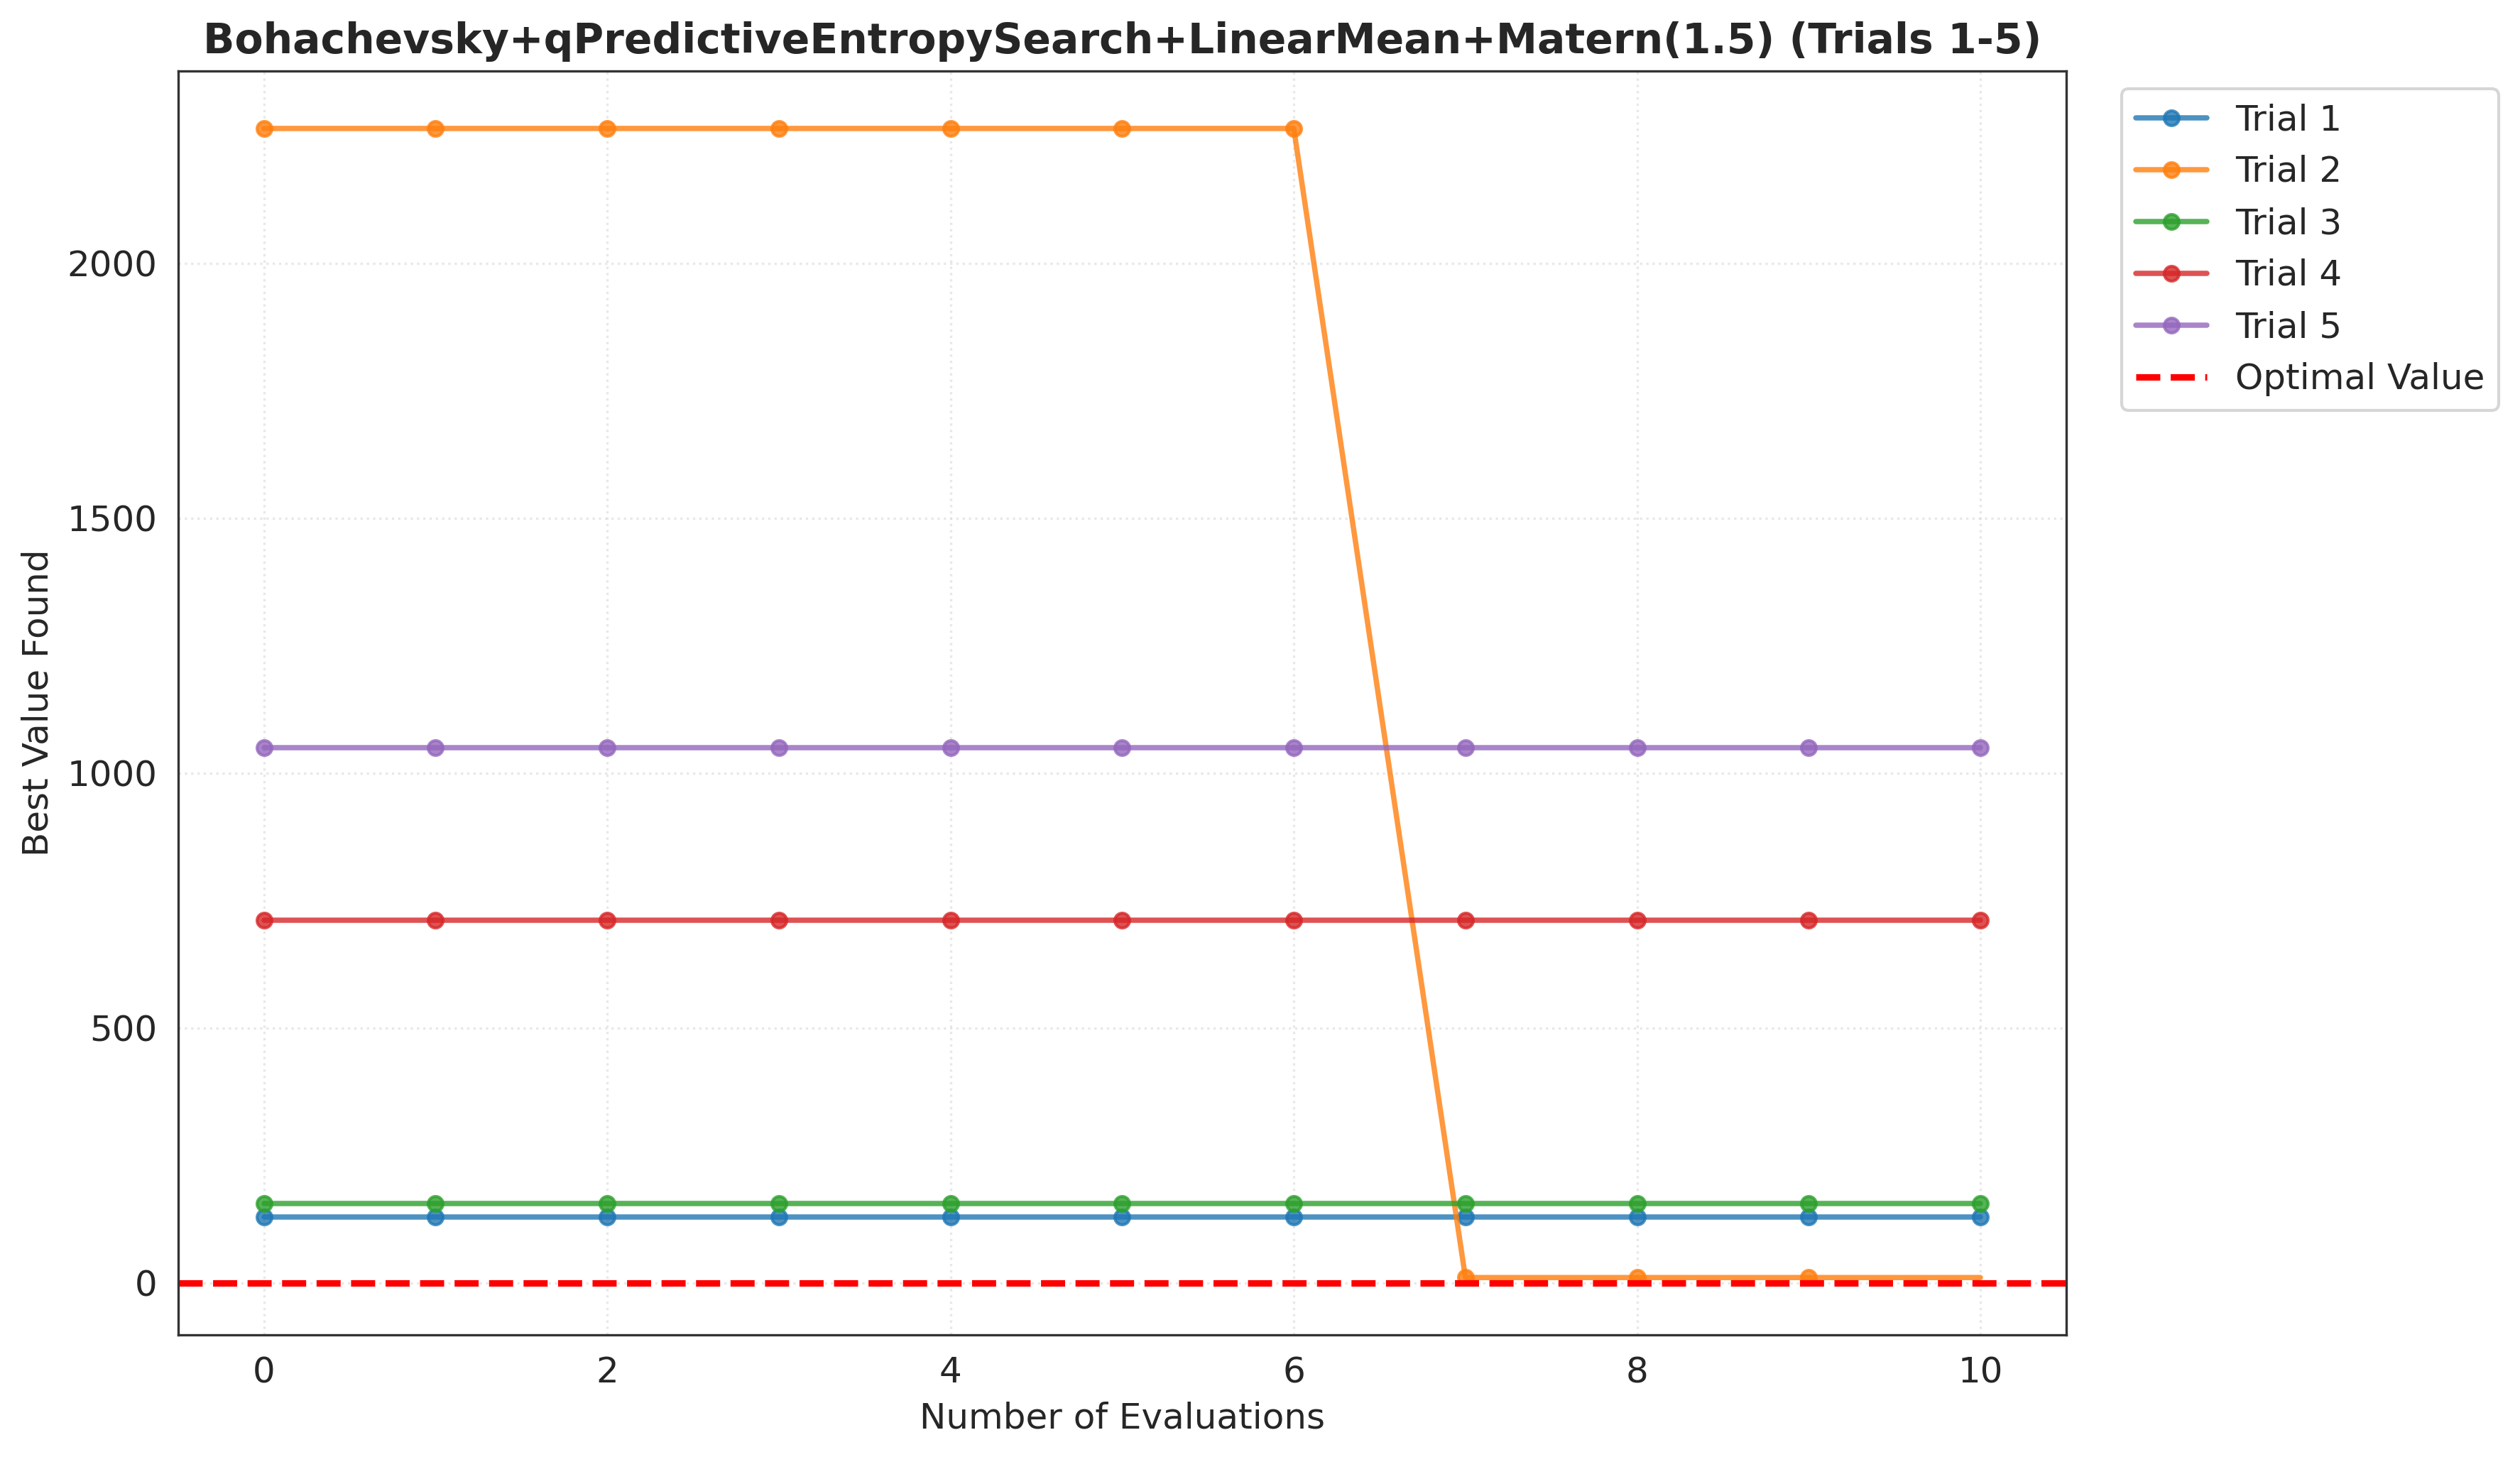 Bohachevsky+qPredictiveEntropySearch+LinearMean+Matern(1.5) (Trials 1-5)
Trial 1
Trial 2
Trial 3
Trial 4
Trial 5
Optimal Value
Best Value Found
2000
1500
1000
500
0
0 2 4 6 8 10
Number of Evaluations